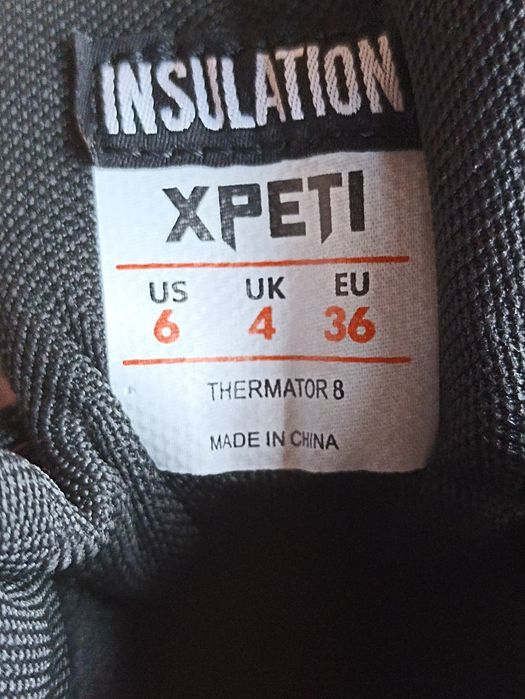 INSULATION
XPETI
US UK EU
6 4 36
THERMATOR 8
MADE IN CHINA